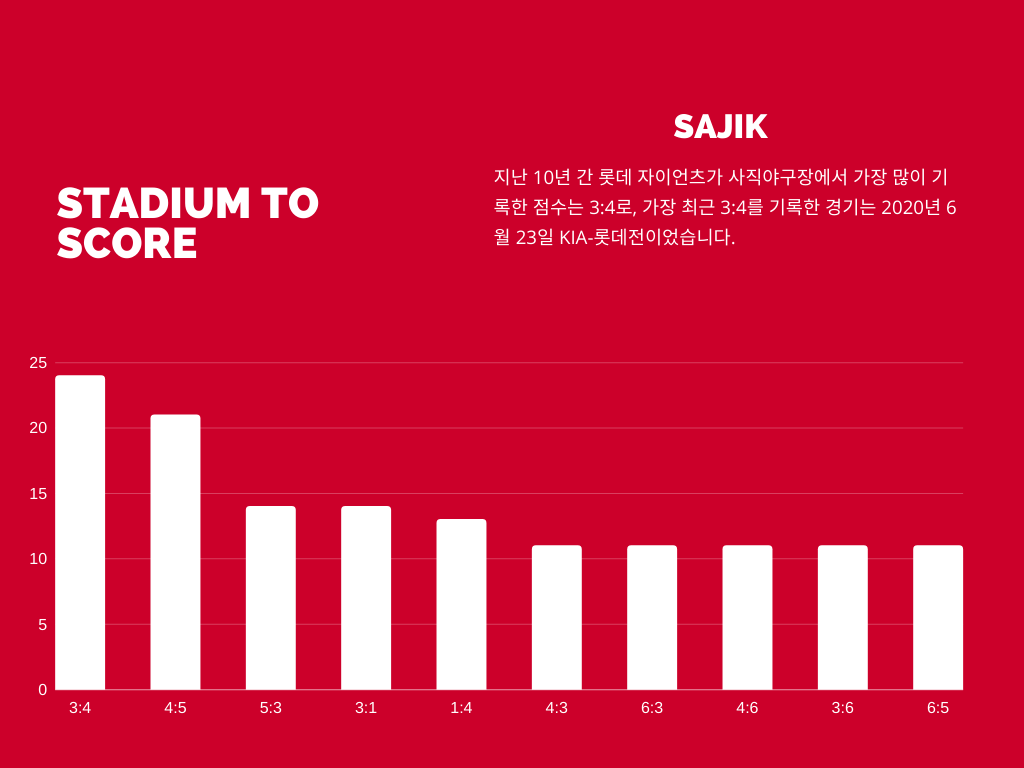 STADIUM TO
SCORE
SAJIK
지난 10년 간 롯데 자이언츠가 사직야구장에서 가장 많이 기
록한 점수는 3:4로, 가장 최근 3:4를 기록한 경기는 2020년 6
월 23일 KIA-롯데전이었습니다.
25
20
15
10
5
0
3:4 4:5 5:3 3:1 1:4 4:3 6:3 4:6 3:6 6:5